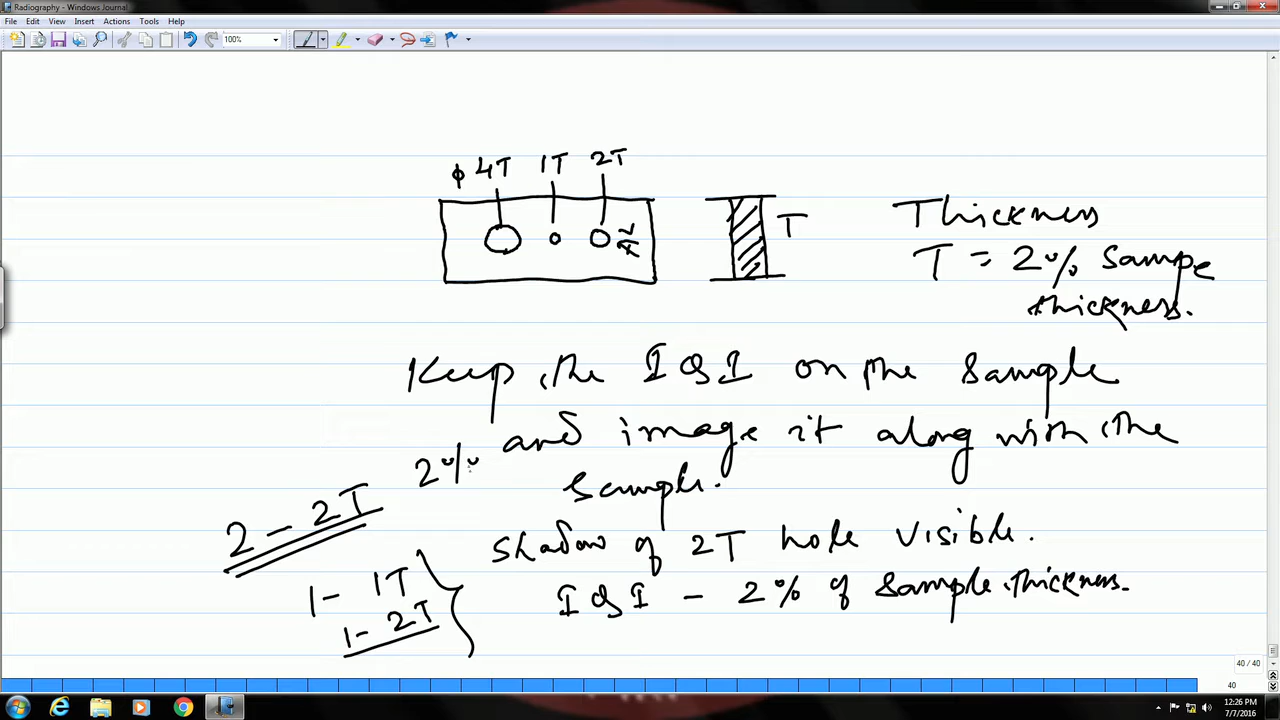 Radiography - Windows Journal
File Edit View Insert Actions Tools Help
100%
ϕ 4T 1T 2T
T
Thickness
T = 2% Sampe
thickness.
Keep the IQI on the sample
and image it along with the
sample.
2%
2 - 2T
Shadow of 2T hole visible.
1 - 1T
1 - 2T
IQI - 2% of sample thickness.
40 / 40
40
12:26 PM
7/7/2016